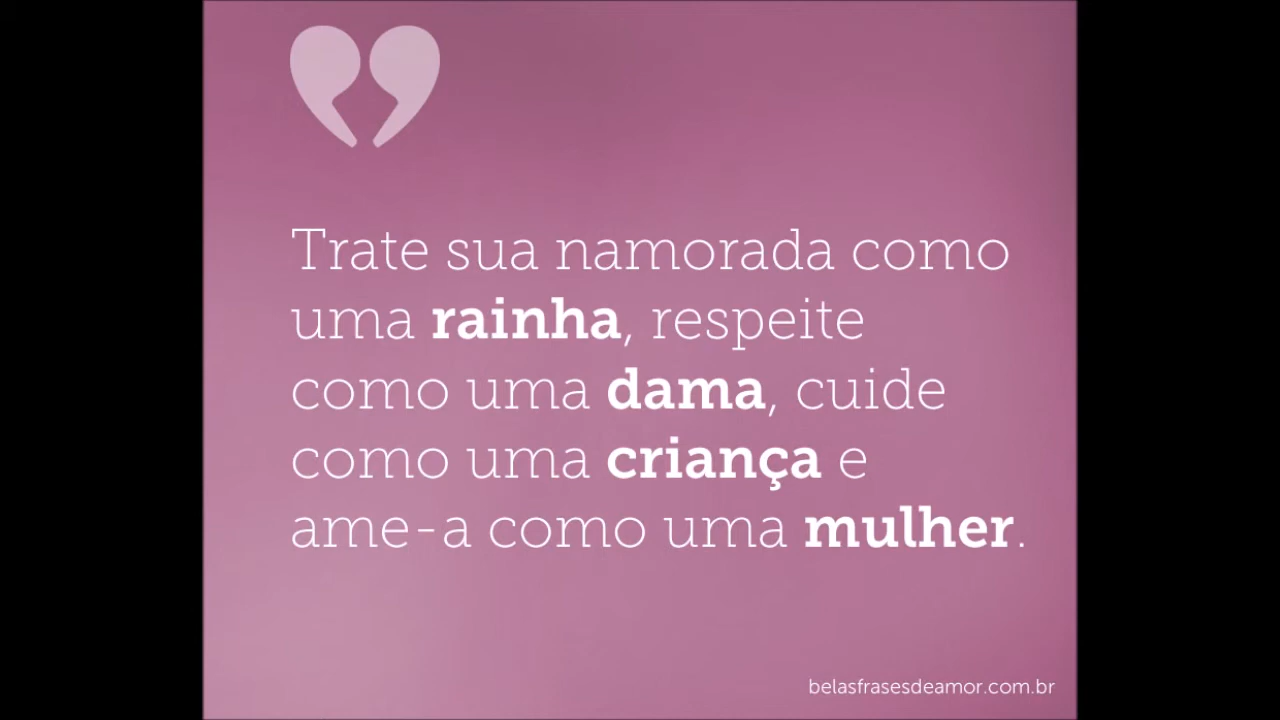 Trate sua namorada como
uma rainha, respeite
como uma dama, cuide
como uma criança e
ame-a como uma mulher.
belasfrasesdeamor.com.br